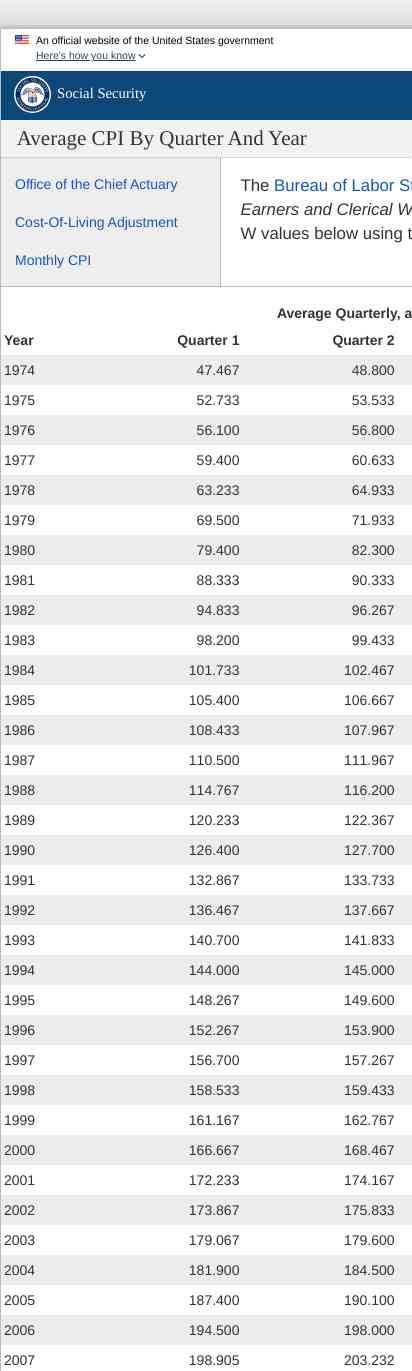 An official website of the United States government
Here's how you know
Social Security
Average CPI By Quarter And Year
Office of the Chief Actuary
Cost-Of-Living Adjustment
Monthly CPI
The Bureau of Labor St
Earners and Clerical W
W values below using t
Average Quarterly, a
Year Quarter 1 Quarter 2
1974 47.467 48.800
1975 52.733 53.533
1976 56.100 56.800
1977 59.400 60.633
1978 63.233 64.933
1979 69.500 71.933
1980 79.400 82.300
1981 88.333 90.333
1982 94.833 96.267
1983 98.200 99.433
1984 101.733 102.467
1985 105.400 106.667
1986 108.433 107.967
1987 110.500 111.967
1988 114.767 116.200
1989 120.233 122.367
1990 126.400 127.700
1991 132.867 133.733
1992 136.467 137.667
1993 140.700 141.833
1994 144.000 145.000
1995 148.267 149.600
1996 152.267 153.900
1997 156.700 157.267
1998 158.533 159.433
1999 161.167 162.767
2000 166.667 168.467
2001 172.233 174.167
2002 173.867 175.833
2003 179.067 179.600
2004 181.900 184.500
2005 187.400 190.100
2006 194.500 198.000
2007 198.905 203.232